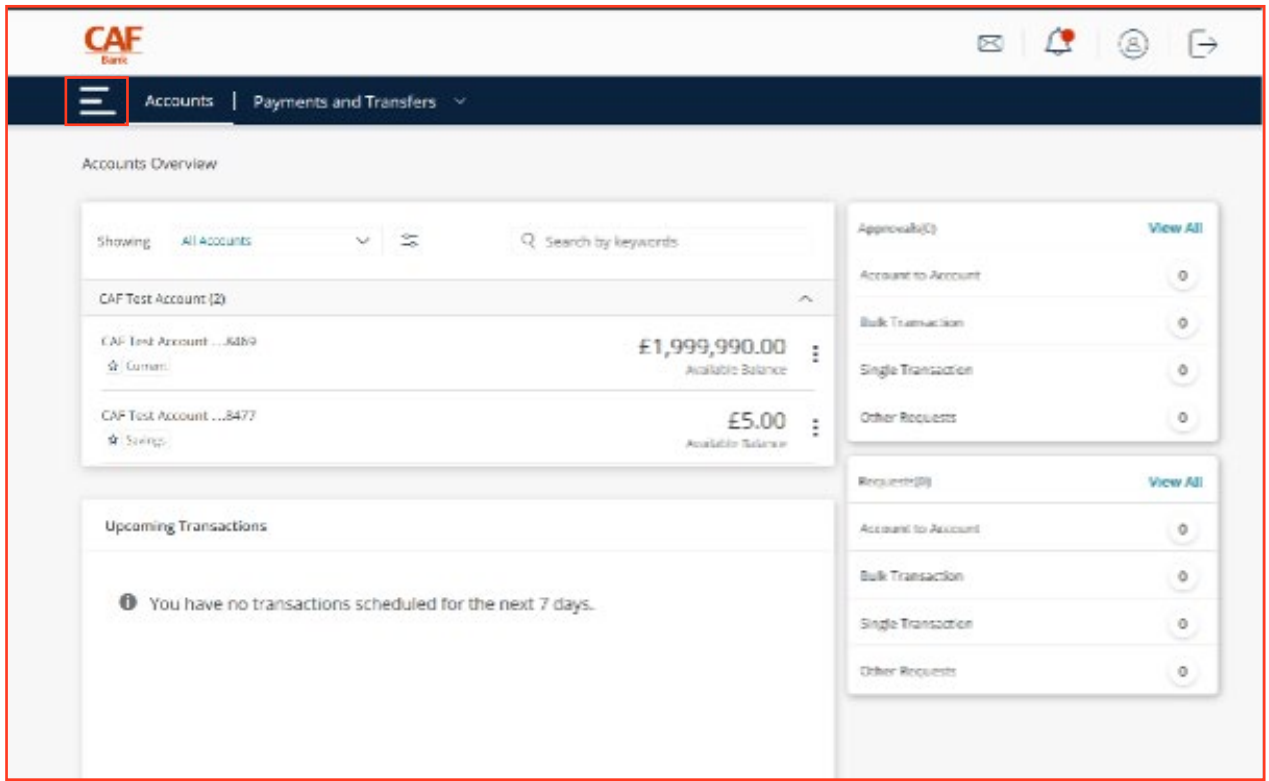 CAF
Bank
Accounts | Payments and Transfers
Accounts Overview
Showing All Accounts
Search by keywords
CAF Test Account (2)
CAF Test Account ...8469
Current
£1,999,990.00
Available Balance
CAF Test Account ...8477
Savings
£5.00
Available Balance
Upcoming Transactions
You have no transactions scheduled for the next 7 days.
Approvals(0) View All
Account to Account 0
Bulk Transaction 0
Single Transaction 0
Other Requests 0
Requests(0) View All
Account to Account 0
Bulk Transaction 0
Single Transaction 0
Other Requests 0